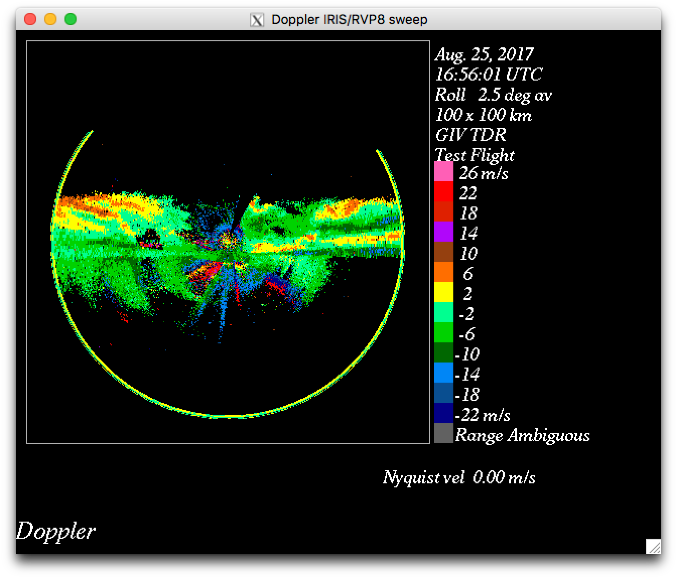 Doppler IRIS/RVP8 sweep
Aug. 25, 2017
16:56:01 UTC
Roll 2.5 deg av
100 x 100 km
GIV TDR
Test Flight
26 m/s
22
18
14
10
6
2
-2
-6
-10
-14
-18
-22 m/s
Range Ambiguous
Nyquist vel 0.00 m/s
Doppler